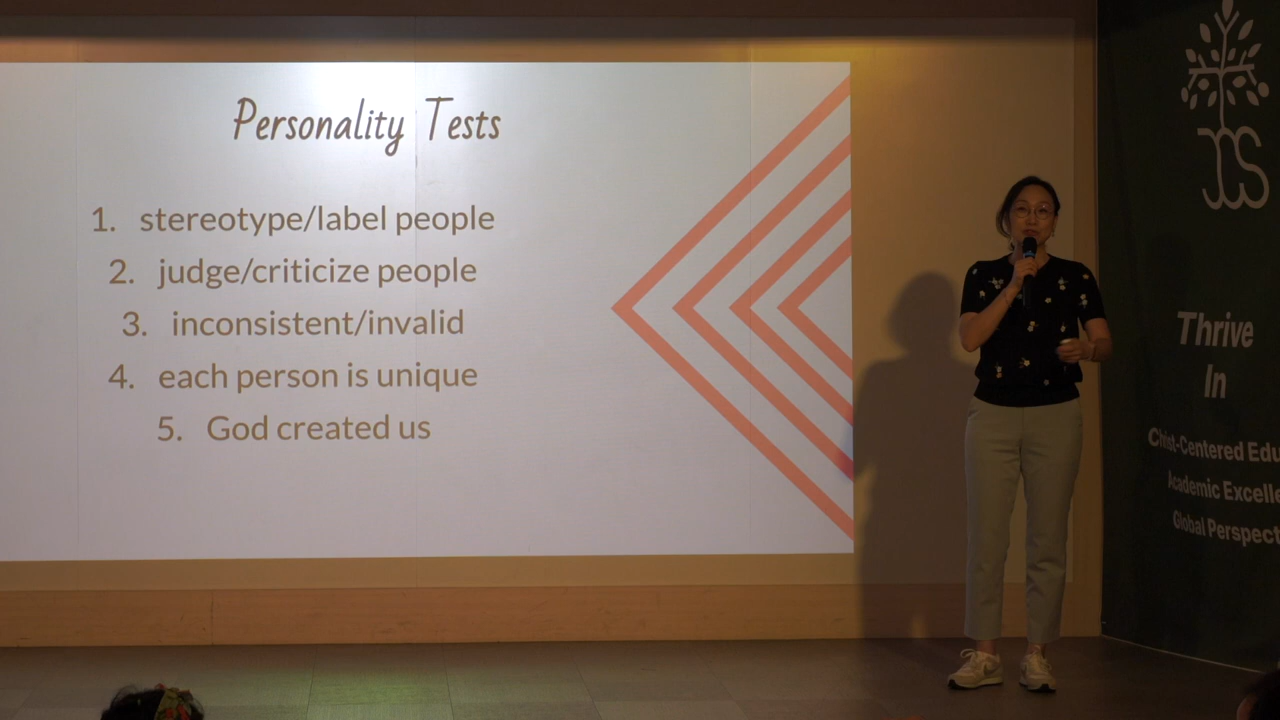 Personality Tests
1. stereotype/label people
2. judge/criticize people
3. inconsistent/invalid
4. each person is unique
5. God created us
JCS
Thrive
In
Christ-Centered Edu
Academic Excelle
Global Perspect